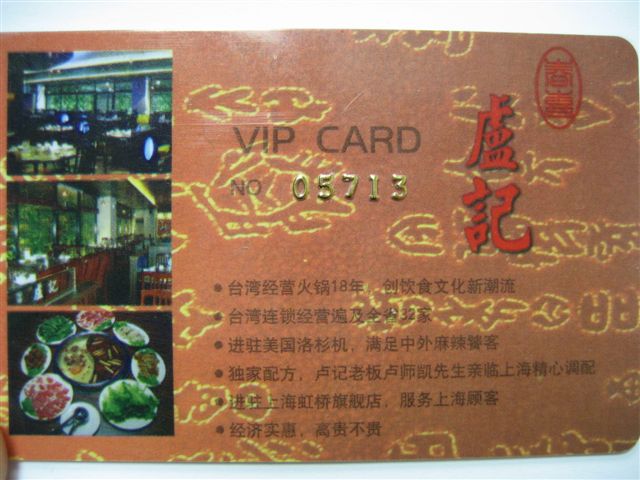 VIP CARD
NO 05713
盧記
台湾经营火锅18年，创饮食文化新潮流
台湾连锁经营遍及全省32家
进驻美国洛杉机，满足中外麻辣饕客
独家配方，卢记老板卢师凯先生亲临上海精心调配
进驻上海虹桥旗舰店，服务上海顾客
经济实惠，高贵不贵